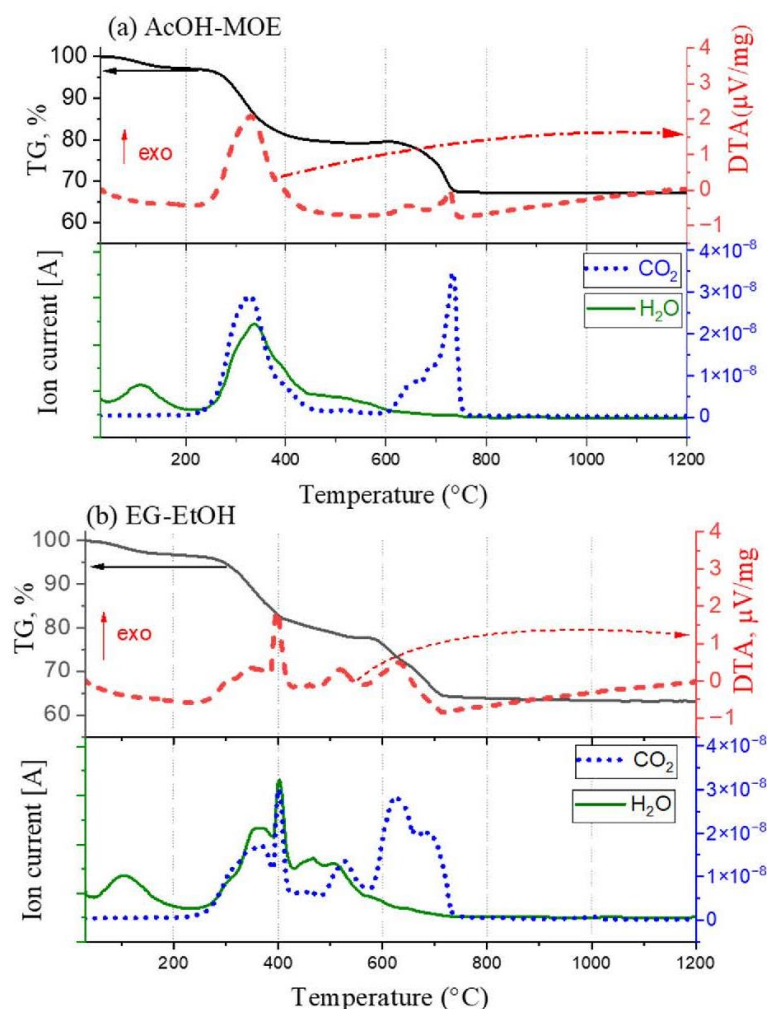 (a) AcOH-MOE
TG, %
100
90
80
70
60
exo
DTA(μV/mg)
4
3
2
1
0
−1
Ion current [A]
CO₂
H₂O
4×10⁻⁸
3×10⁻⁸
2×10⁻⁸
1×10⁻⁸
0
200 400 600 800 1000 1200
Temperature (°C)
(b) EG-EtOH
TG, %
100
95
90
85
80
75
70
65
60
exo
DTA, μV/mg
4
3
2
1
0
−1
Ion current [A]
CO₂
H₂O
4×10⁻⁸
3×10⁻⁸
2×10⁻⁸
1×10⁻⁸
0
200 400 600 800 1000 1200
Temperature (°C)